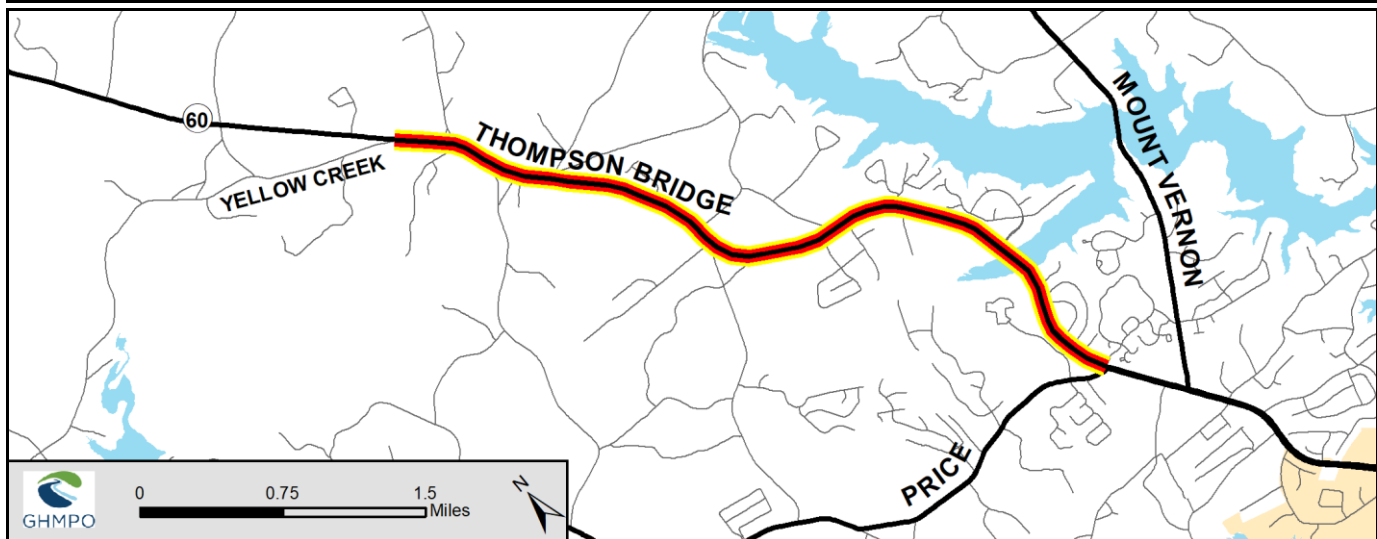 60
THOMPSON BRIDGE
MOUNT VERNON
YELLOW CREEK
PRICE
GHMPO
0 0.75 1.5
Miles
N